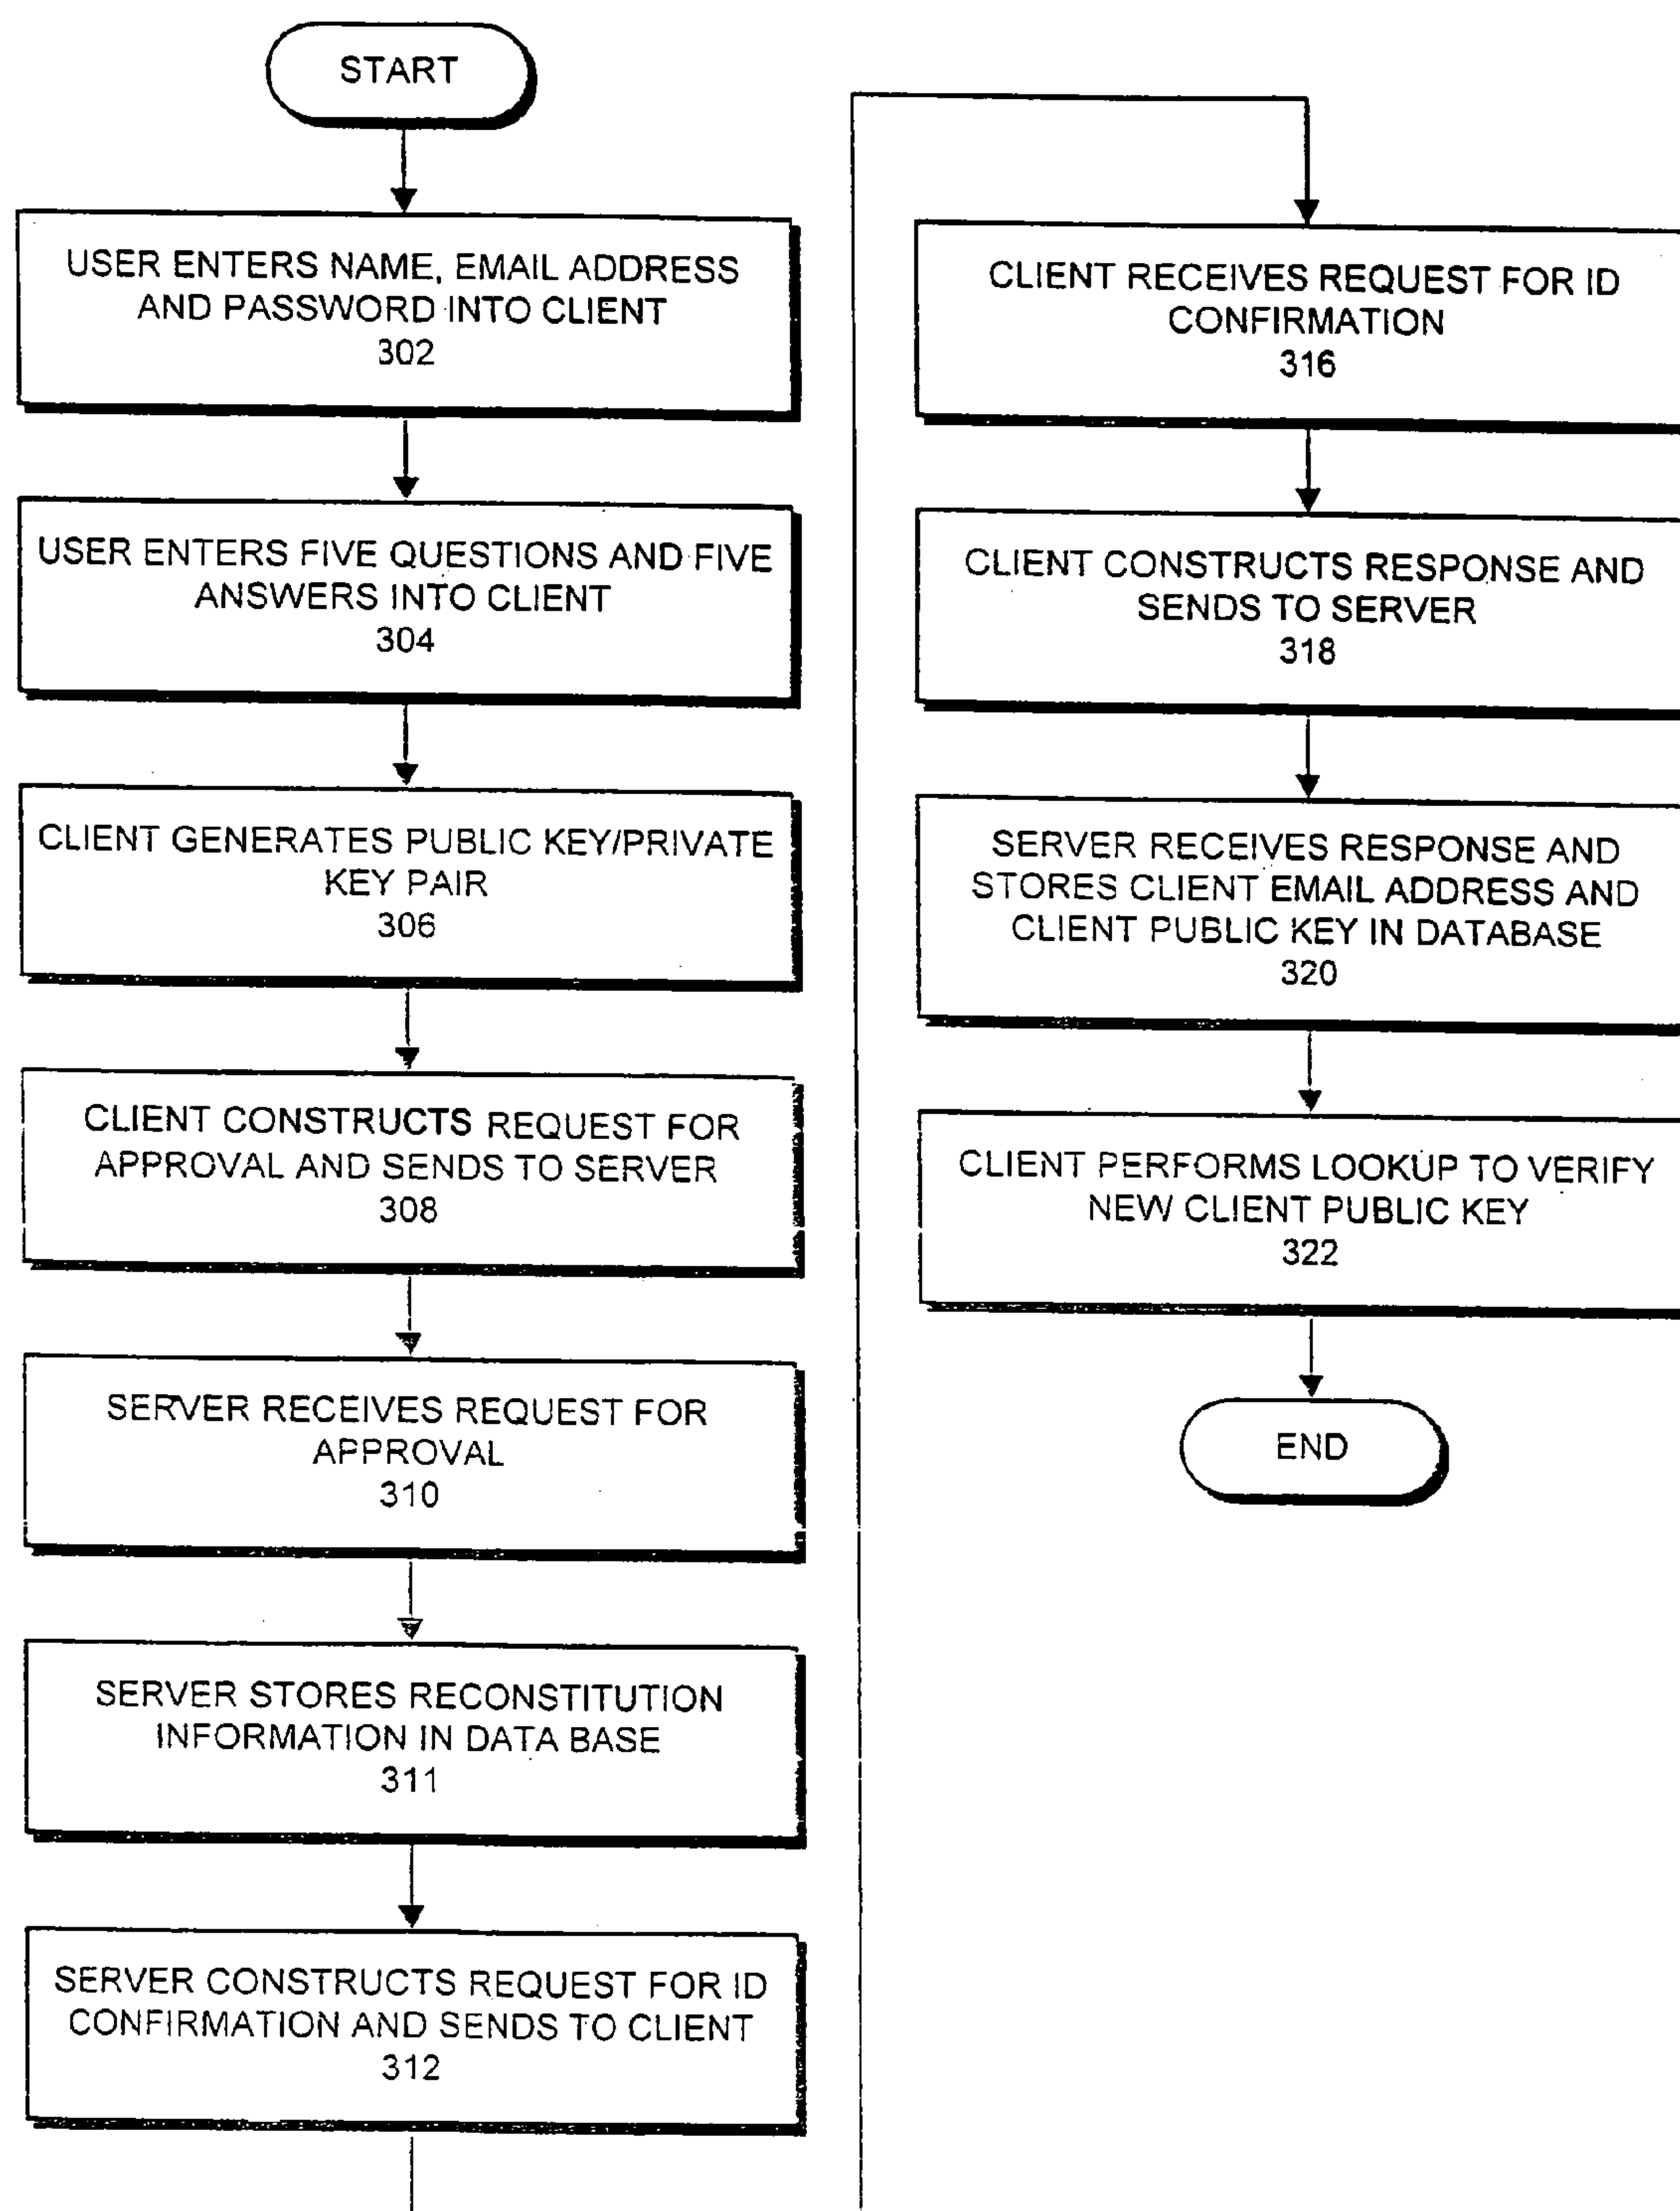 START
USER ENTERS NAME, EMAIL ADDRESS
AND PASSWORD INTO CLIENT
302
USER ENTERS FIVE QUESTIONS AND FIVE
ANSWERS INTO CLIENT
304
CLIENT GENERATES PUBLIC KEY/PRIVATE
KEY PAIR
306
CLIENT CONSTRUCTS REQUEST FOR
APPROVAL AND SENDS TO SERVER
308
SERVER RECEIVES REQUEST FOR
APPROVAL
310
SERVER STORES RECONSTITUTION
INFORMATION IN DATA BASE
311
SERVER CONSTRUCTS REQUEST FOR ID
CONFIRMATION AND SENDS TO CLIENT
312
CLIENT RECEIVES REQUEST FOR ID
CONFIRMATION
316
CLIENT CONSTRUCTS RESPONSE AND
SENDS TO SERVER
318
SERVER RECEIVES RESPONSE AND
STORES CLIENT EMAIL ADDRESS AND
CLIENT PUBLIC KEY IN DATABASE
320
CLIENT PERFORMS LOOKUP TO VERIFY
NEW CLIENT PUBLIC KEY
322
END